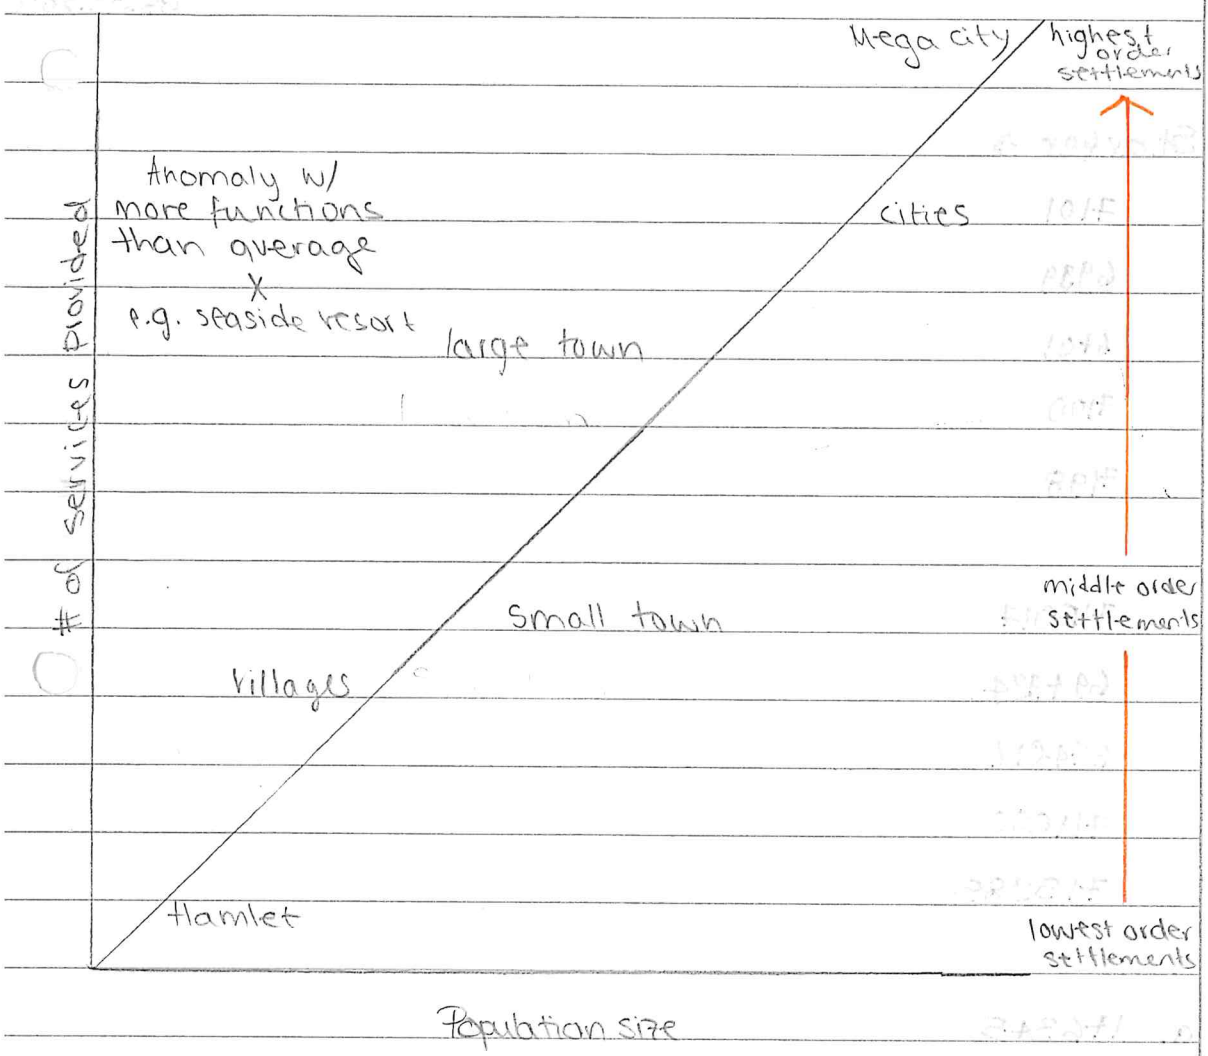 Mega city
highest
order
settlements
Anomaly w/
more functions
than average
X
e.g. seaside resort
cities
large town
# of services provided
middle order
settlements
small town
Villages
Hamlet
lowest order
settlements
Population size